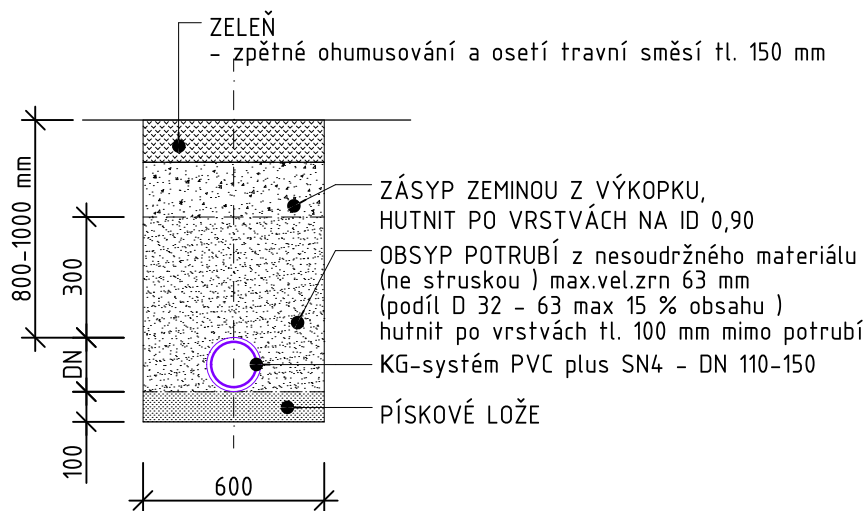 ZELEŇ
- zpětné ohumusování a osetí travní směsí tl. 150 mm
ZÁSYP ZEMINOU Z VÝKOPKU,
HUTNIT PO VRSTVÁCH NA ID 0,90
OBSYP POTRUBÍ z nesoudržného materiálu
(ne struskou ) max.vel.zrn 63 mm
(podíl D 32 - 63 max 15 % obsahu )
hutnit po vrstvách tl. 100 mm mimo potrubí
KG-systém PVC plus SN4 - DN 110-150
PÍSKOVÉ LOŽE
800-1000 mm
300
DN
100
600